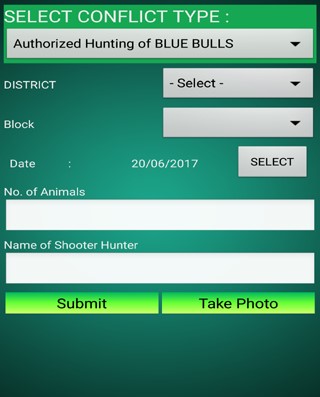 SELECT CONFLICT TYPE :
Authorized Hunting of BLUE BULLS
DISTRICT - Select -
Block
Date : 20/06/2017 SELECT
No. of Animals
Name of Shooter Hunter
Submit Take Photo